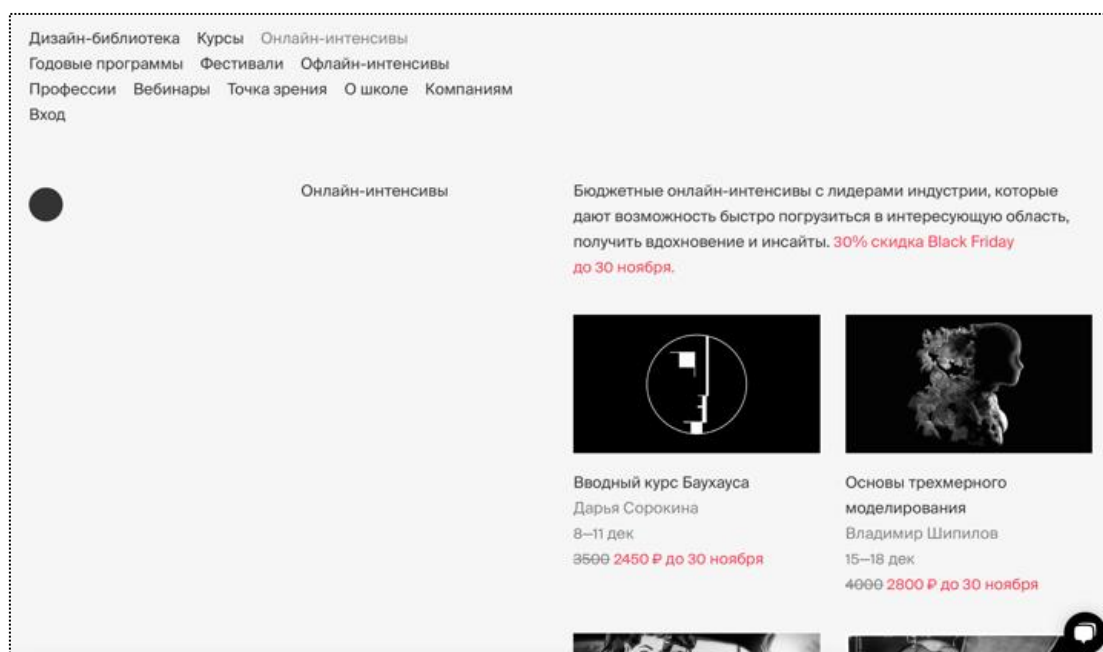 Дизайн-библиотека Курсы Онлайн-интенсивы
Годовые программы Фестивали Офлайн-интенсивы
Профессии Вебинары Точка зрения О школе Компаниям
Вход
Онлайн-интенсивы
Бюджетные онлайн-интенсивы с лидерами индустрии, которые
дают возможность быстро погрузиться в интересующую область,
получить вдохновение и инсайты. 30% скидка Black Friday
до 30 ноября.
Вводный курс Баухауса
Дарья Сорокина
8–11 дек
3500 2450 ₽ до 30 ноября
Основы трехмерного
моделирования
Владимир Шипилов
15–18 дек
4000 2800 ₽ до 30 ноября